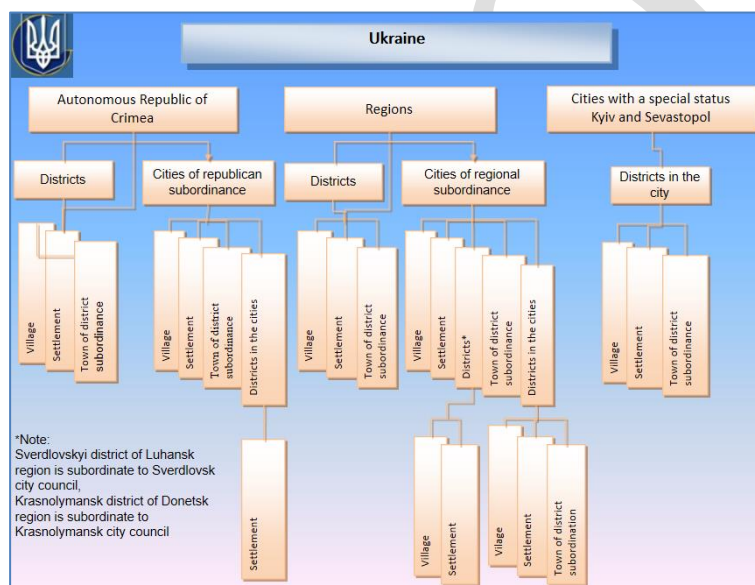 Ukraine
Autonomous Republic of
Crimea
Regions
Cities with a special status
Kyiv and Sevastopol
Districts
Cities of republican
subordinance
Districts
Cities of regional
subordinance
Districts in the
city
Village
Settlement
Town of district
subordinance
Village
Settlement
Town of district
subordinance
Districts in the cities
Village
Settlement
Town of district
subordinance
Village
Settlement
Districts*
Town of district
subordinance
Districts in the cities
Village
Settlement
Town of district
subordinance
*Note:
Sverdlovskyi district of Luhansk
region is subordinate to Sverdlovsk
city council,
Krasnolymansk district of Donetsk
region is subordinate to
Krasnolymansk city council
Settlement
Village
Settlement
Vilage
Settlement
Town of district
subordination